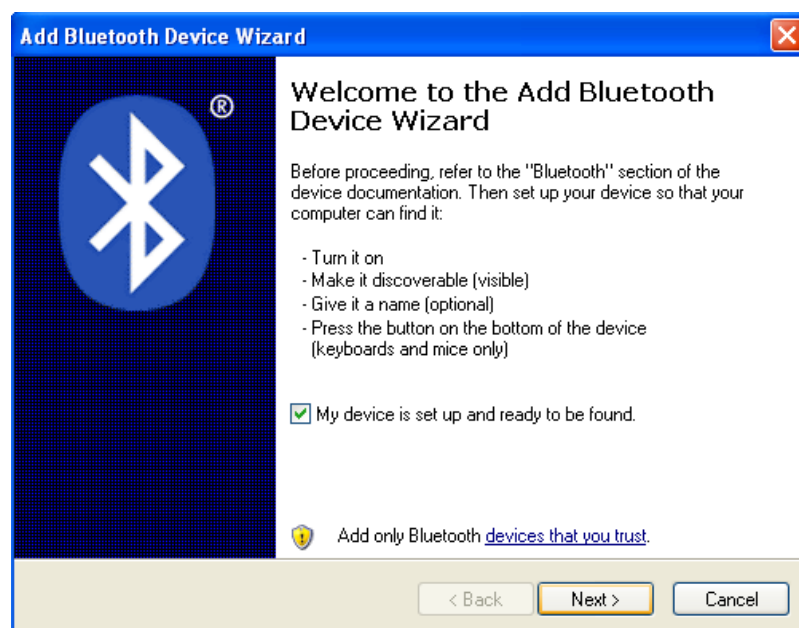 Add Bluetooth Device Wizard
®
Welcome to the Add Bluetooth
Device Wizard
Before proceeding, refer to the "Bluetooth" section of the
device documentation. Then set up your device so that your
computer can find it:
- Turn it on
- Make it discoverable (visible)
- Give it a name (optional)
- Press the button on the bottom of the device
(keyboards and mice only)
My device is set up and ready to be found.
Add only Bluetooth devices that you trust.
< Back Next > Cancel